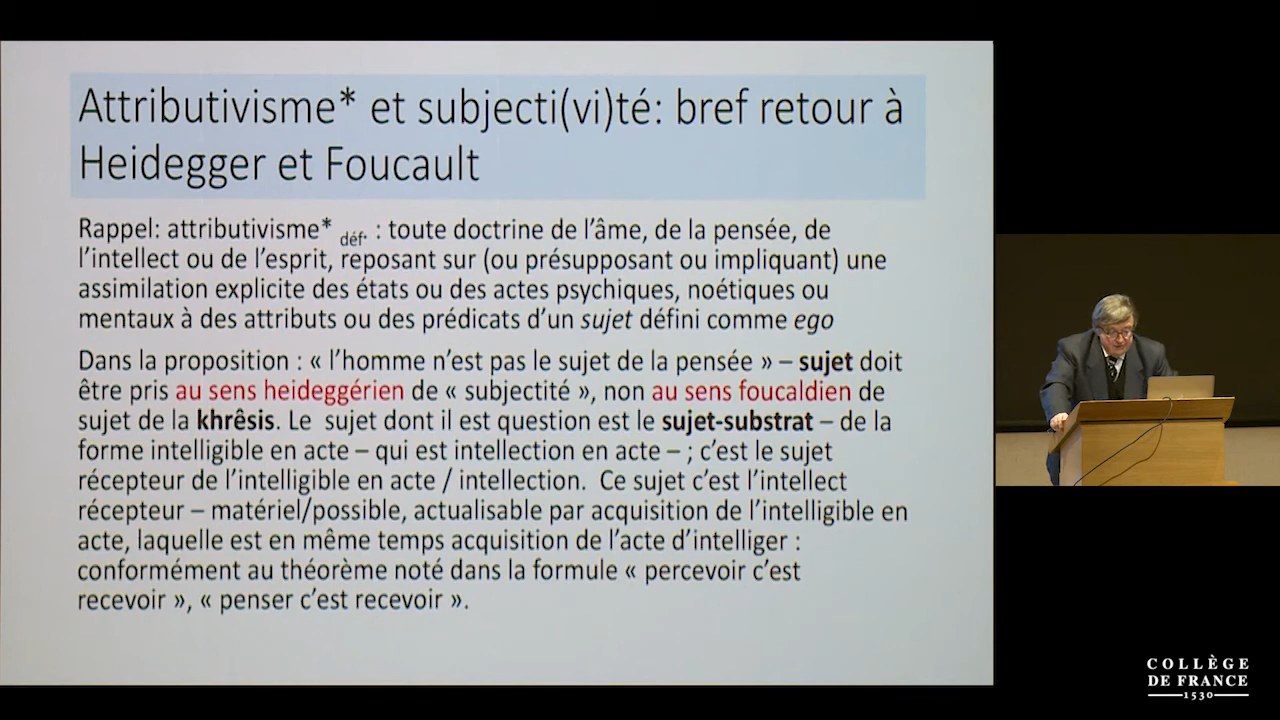 Attributivisme* et subjecti(vi)té: bref retour à
Heidegger et Foucault
Rappel: attributivisme* déf. : toute doctrine de l’âme, de la pensée, de
l’intellect ou de l’esprit, reposant sur (ou présupposant ou impliquant) une
assimilation explicite des états ou des actes psychiques, noétiques ou
mentaux à des attributs ou des prédicats d’un sujet défini comme ego
Dans la proposition : « l’homme n’est pas le sujet de la pensée » – sujet doit
être pris au sens heideggérien de « subjectité », non au sens foucaldien de
sujet de la khrêsis. Le sujet dont il est question est le sujet-substrat – de la
forme intelligible en acte – qui est intellection en acte – ; c’est le sujet
récepteur de l’intelligible en acte / intellection. Ce sujet c’est l’intellect
récepteur – matériel/possible, actualisable par acquisition de l’intelligible en
acte, laquelle est en même temps acquisition de l’acte d’intelliger :
conformément au théorème noté dans la formule « percevoir c’est
recevoir », « penser c’est recevoir ».
COLLÈGE
DE FRANCE
1530